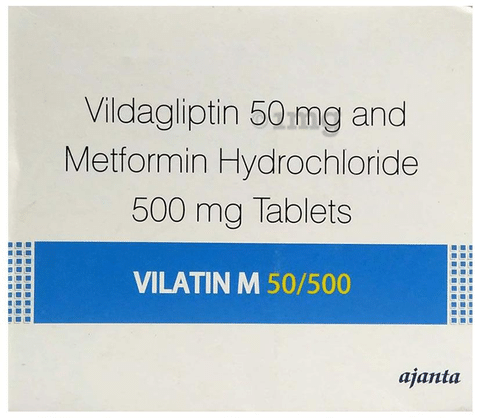 Vildagliptin 50 mg and
Metformin Hydrochloride
500 mg Tablets
VILATIN M 50/500
ajanta